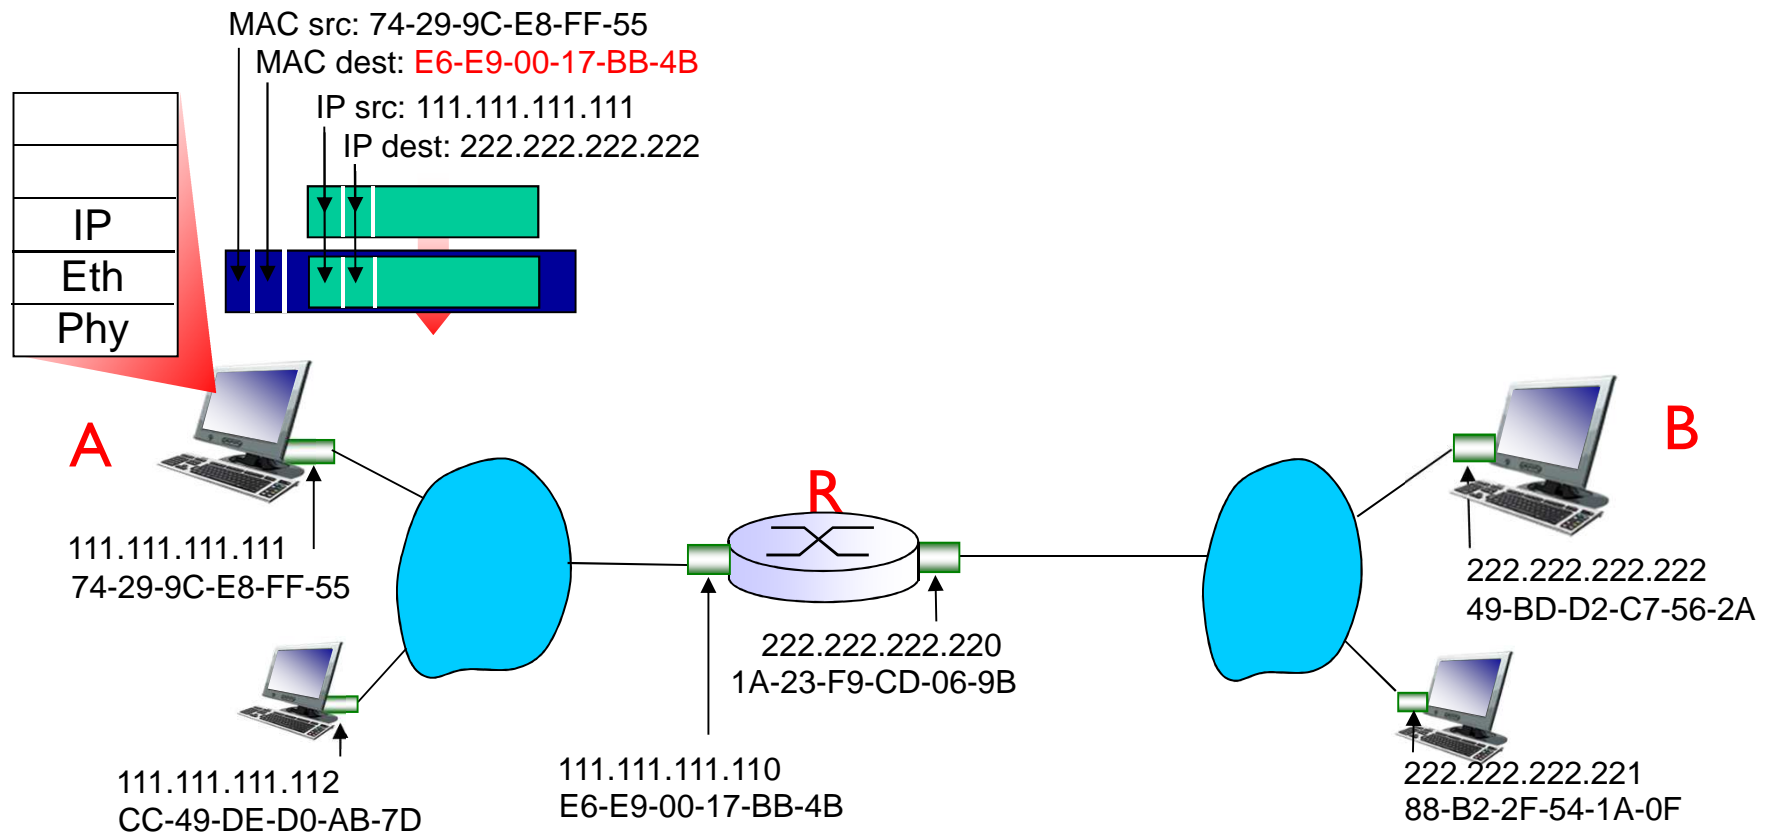 MAC src: 74-29-9C-E8-FF-55
MAC dest: E6-E9-00-17-BB-4B
IP src: 111.111.111.111
IP dest: 222.222.222.222
IP
Eth
Phy
A
B
R
111.111.111.111
74-29-9C-E8-FF-55
222.222.222.222
49-BD-D2-C7-56-2A
222.222.222.220
1A-23-F9-CD-06-9B
111.111.111.112
CC-49-DE-D0-AB-7D
111.111.111.110
E6-E9-00-17-BB-4B
222.222.222.221
88-B2-2F-54-1A-0F